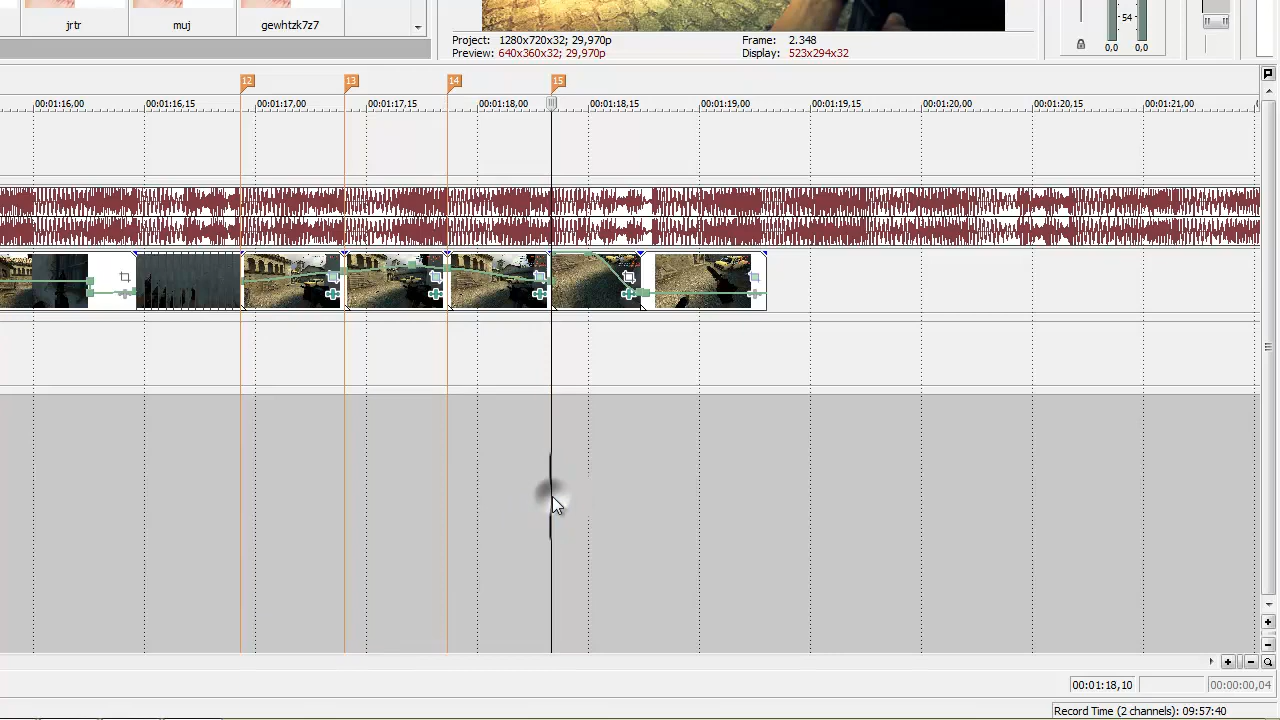 jrtr
muj
gewhtzk7z7
Project: 1280x720x32; 29,970p
Frame: 2.348
Preview: 640x360x32; 29,970p
Display: 523x294x32
- 54 -
0,0 0,0
12 13 14 15
00:01:16,00 00:01:16,15 00:01:17,00 00:01:17,15 00:01:18,00 00:01:18,15 00:01:19,00 00:01:19,15 00:01:20,00 00:01:20,15 00:01:21,00
00:01:18,10
00:00:00,04
Record Time (2 channels): 09:57:40